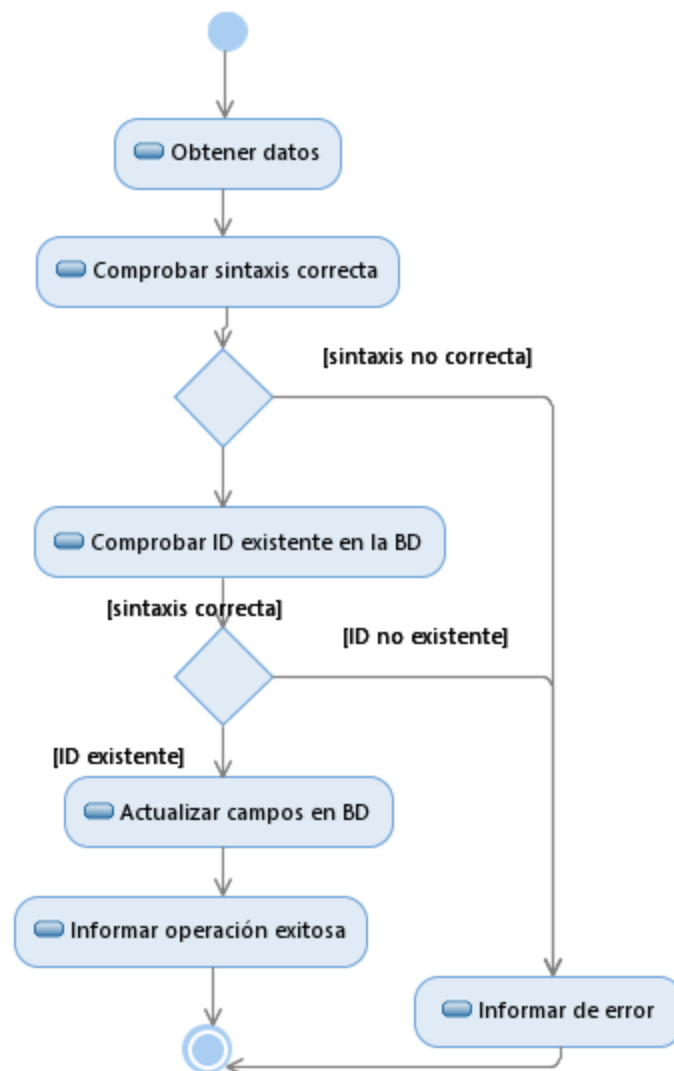 Obtener datos
Comprobar sintaxis correcta
[sintaxis no correcta]
Comprobar ID existente en la BD
[sintaxis correcta]
[ID no existente]
[ID existente]
Actualizar campos en BD
Informar operación exitosa
Informar de error